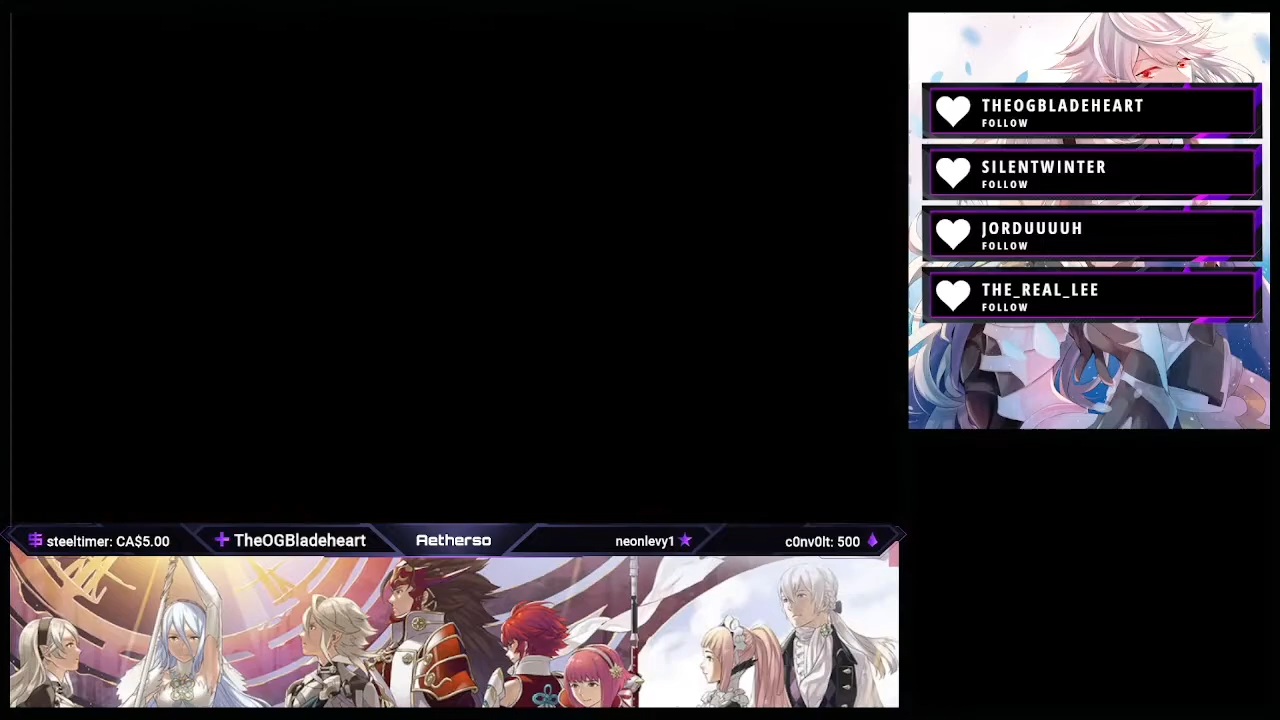 THEOGBLADEHEART
FOLLOW
SILENTWINTER
FOLLOW
JORDUUUUH
FOLLOW
THE_REAL_LEE
FOLLOW
steeltimer: CA$5.00
TheOGBladeheart
Aetherso
neonlevy1
c0nv0lt: 500